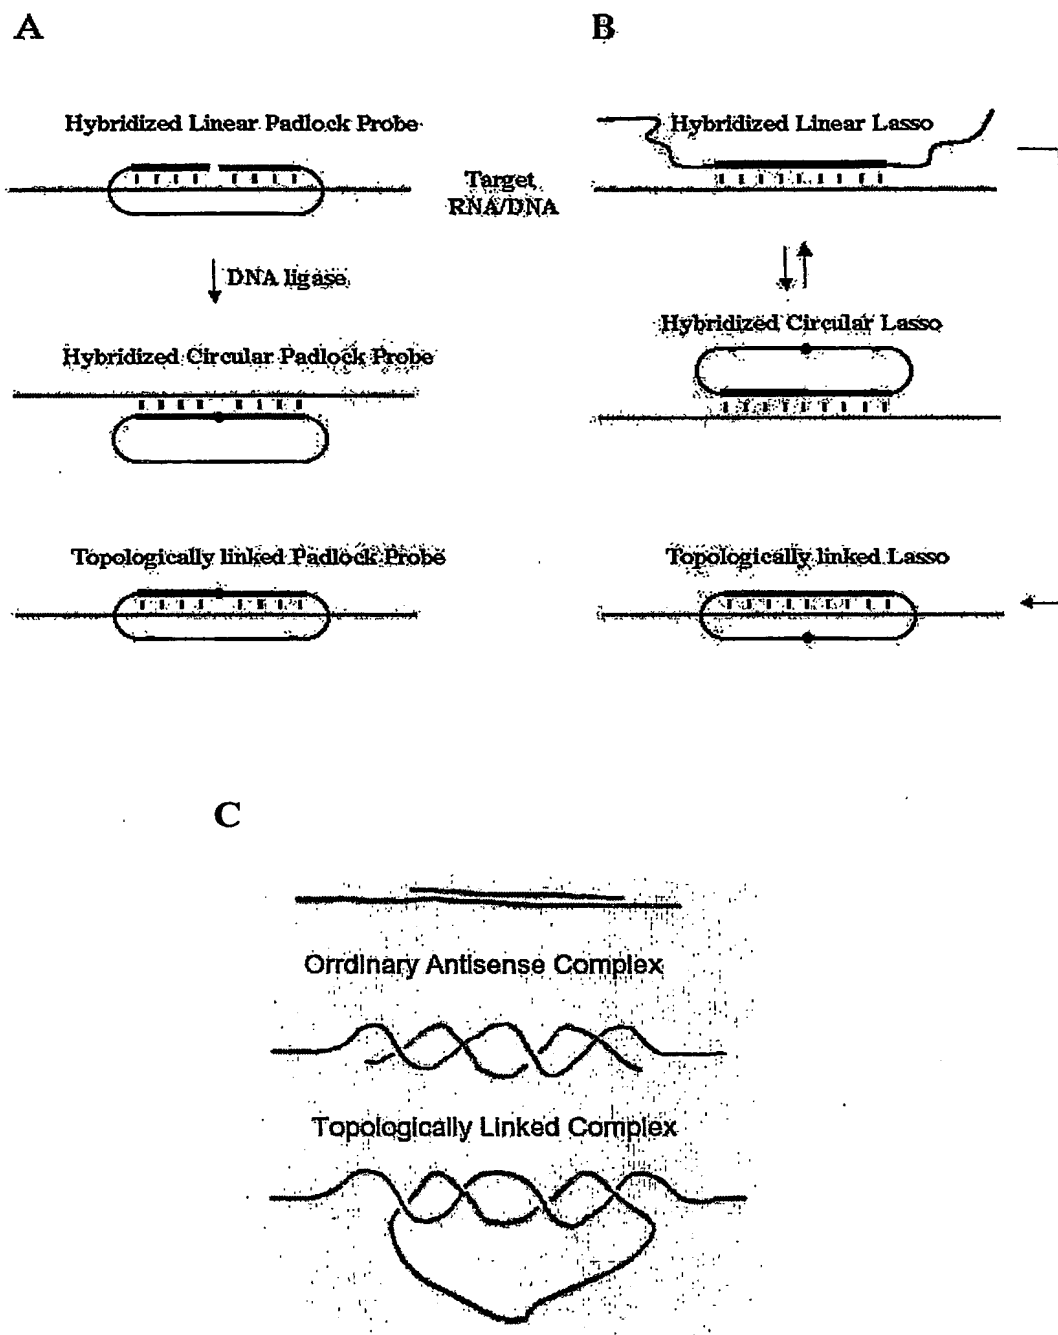 A
B
Hybridized Linear Padlock Probe
Hybridized Linear Lasso
Target
RNA/DNA
DNA ligase
Hybridized Circular Lasso
Hybridized Circular Padlock Probe
Topologically linked Padlock Probe
Topologically linked Lasso
C
Orrdinary Antisense Complex
Topologically Linked Complex